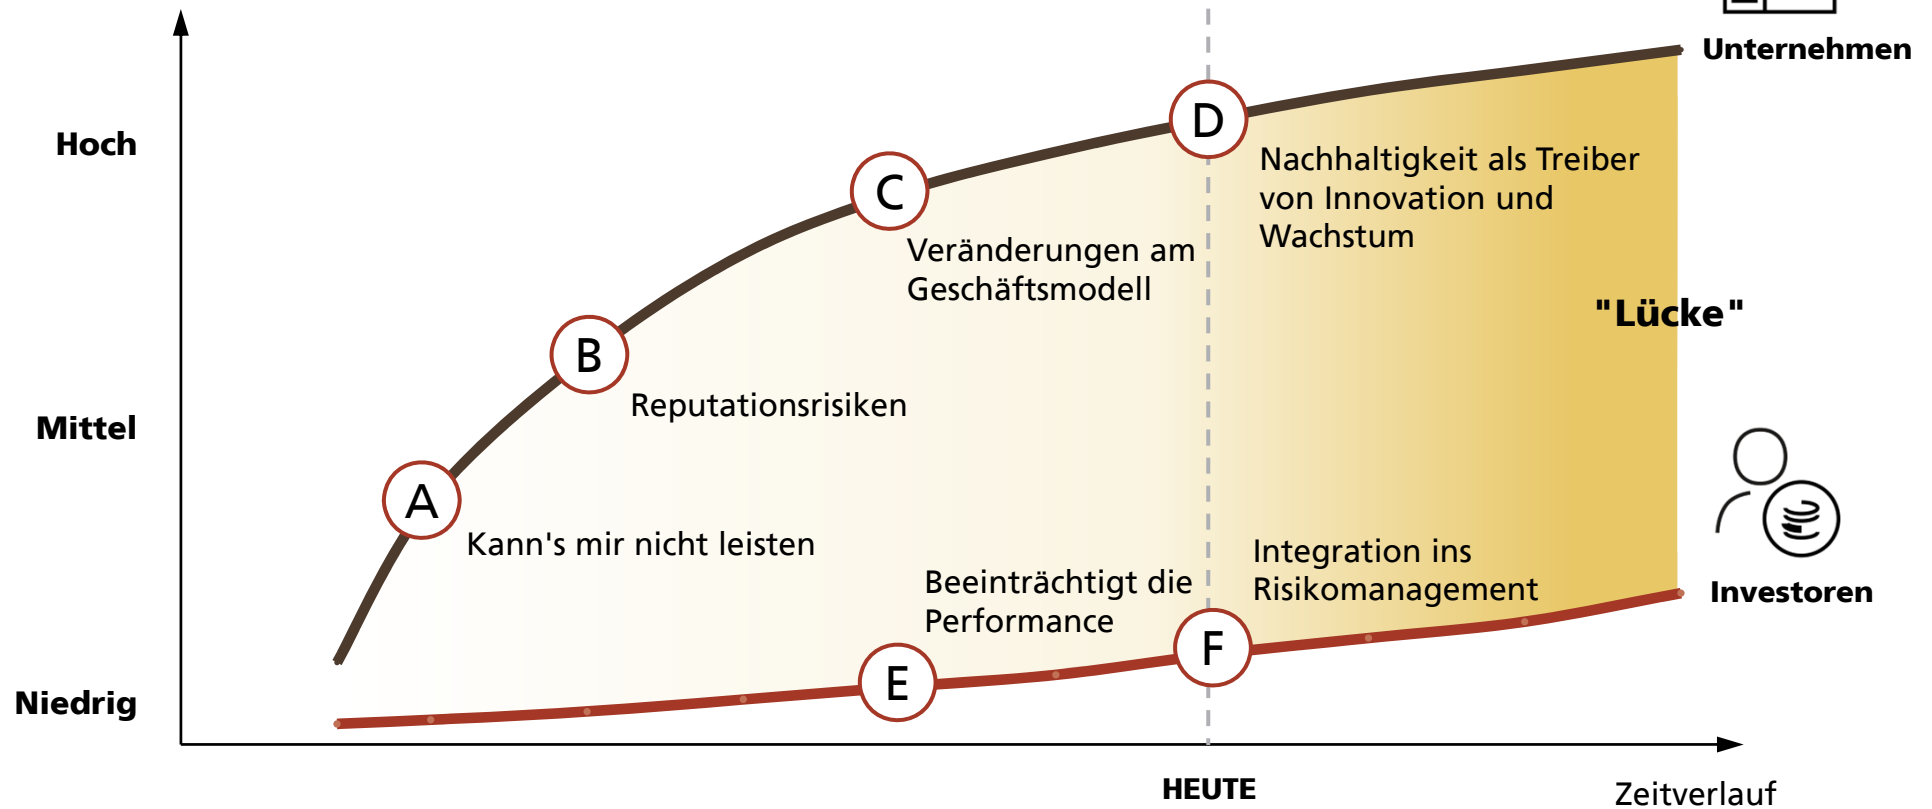 Unternehmen
Hoch
D
Nachhaltigkeit als Treiber
von Innovation und
Wachstum
C
Veränderungen am
Geschäftsmodell
"Lücke"
B
Reputationsrisiken
Mittel
A
Kann's mir nicht leisten
Beeinträchtigt die
Performance
Integration ins
Risikomanagement
Investoren
E
F
Niedrig
HEUTE
Zeitverlauf